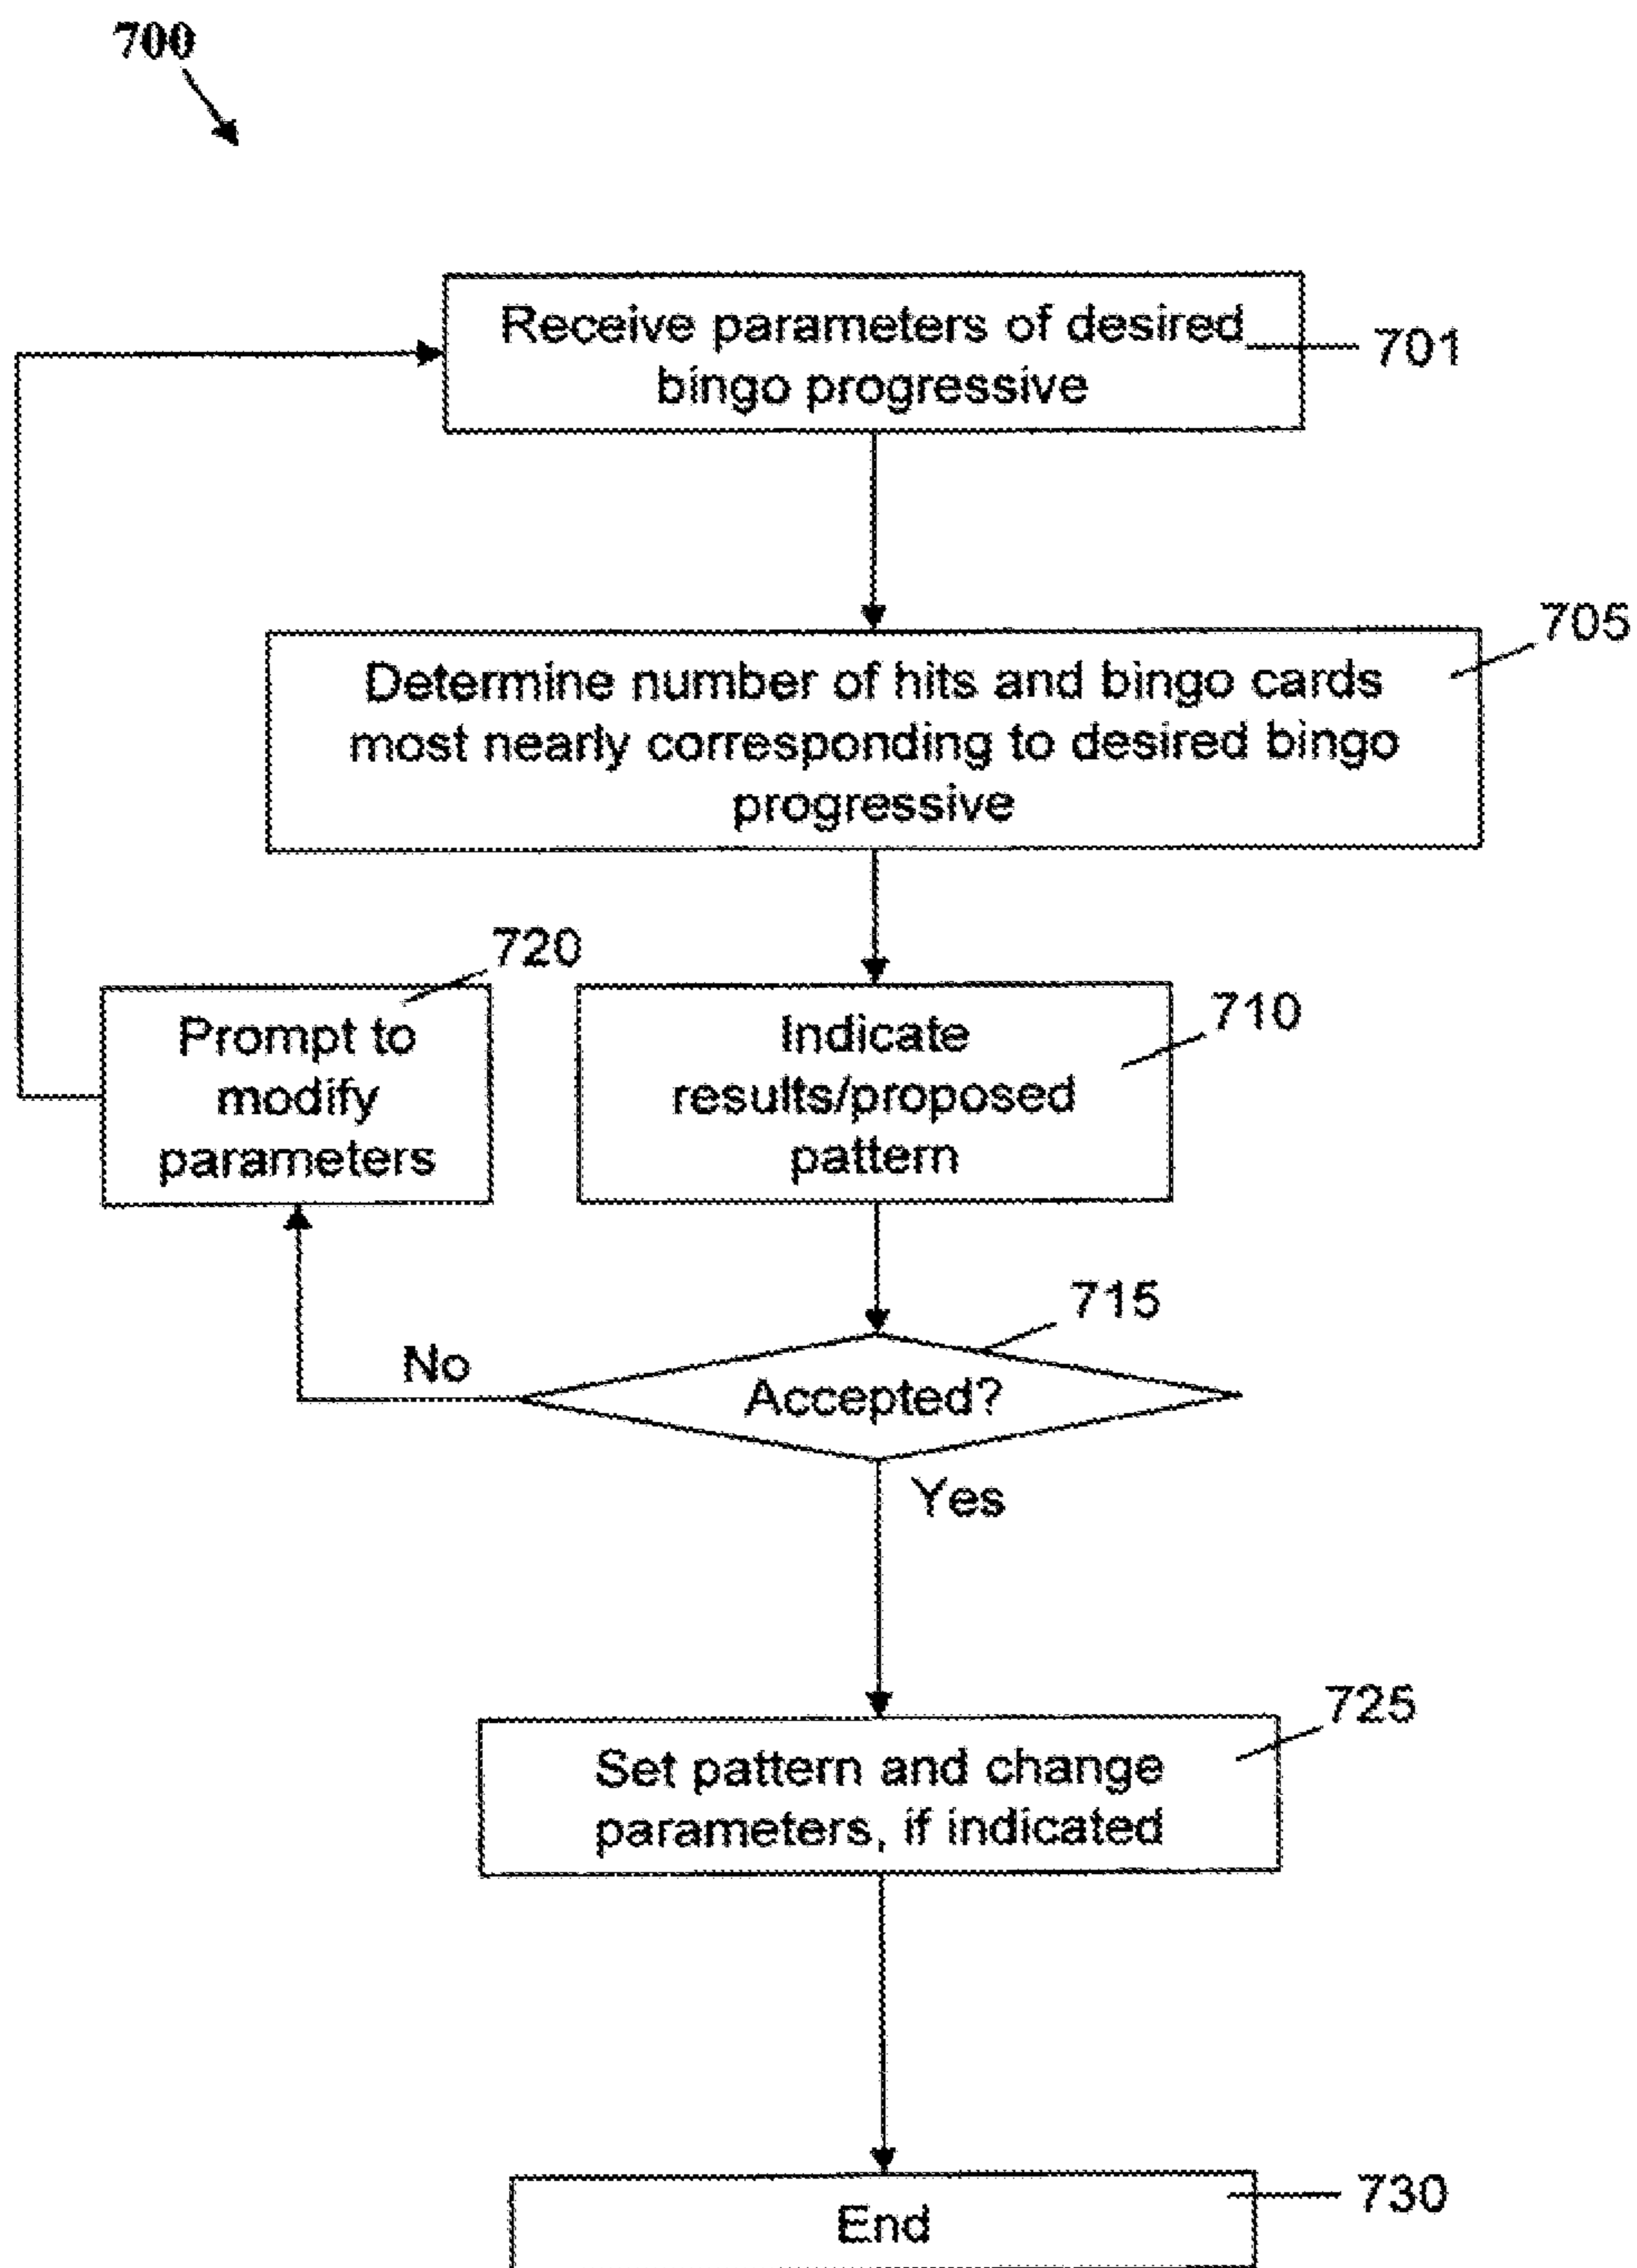 700
Receive parameters of desired
bingo progressive
701
705
Determine number of hits and bingo cards
most nearly corresponding to desired bingo
progressive
720
Prompt to
modify
parameters
710
Indicate
results/proposed
pattern
715
No
Accepted?
Yes
725
Set pattern and change
parameters, if indicated
730
End